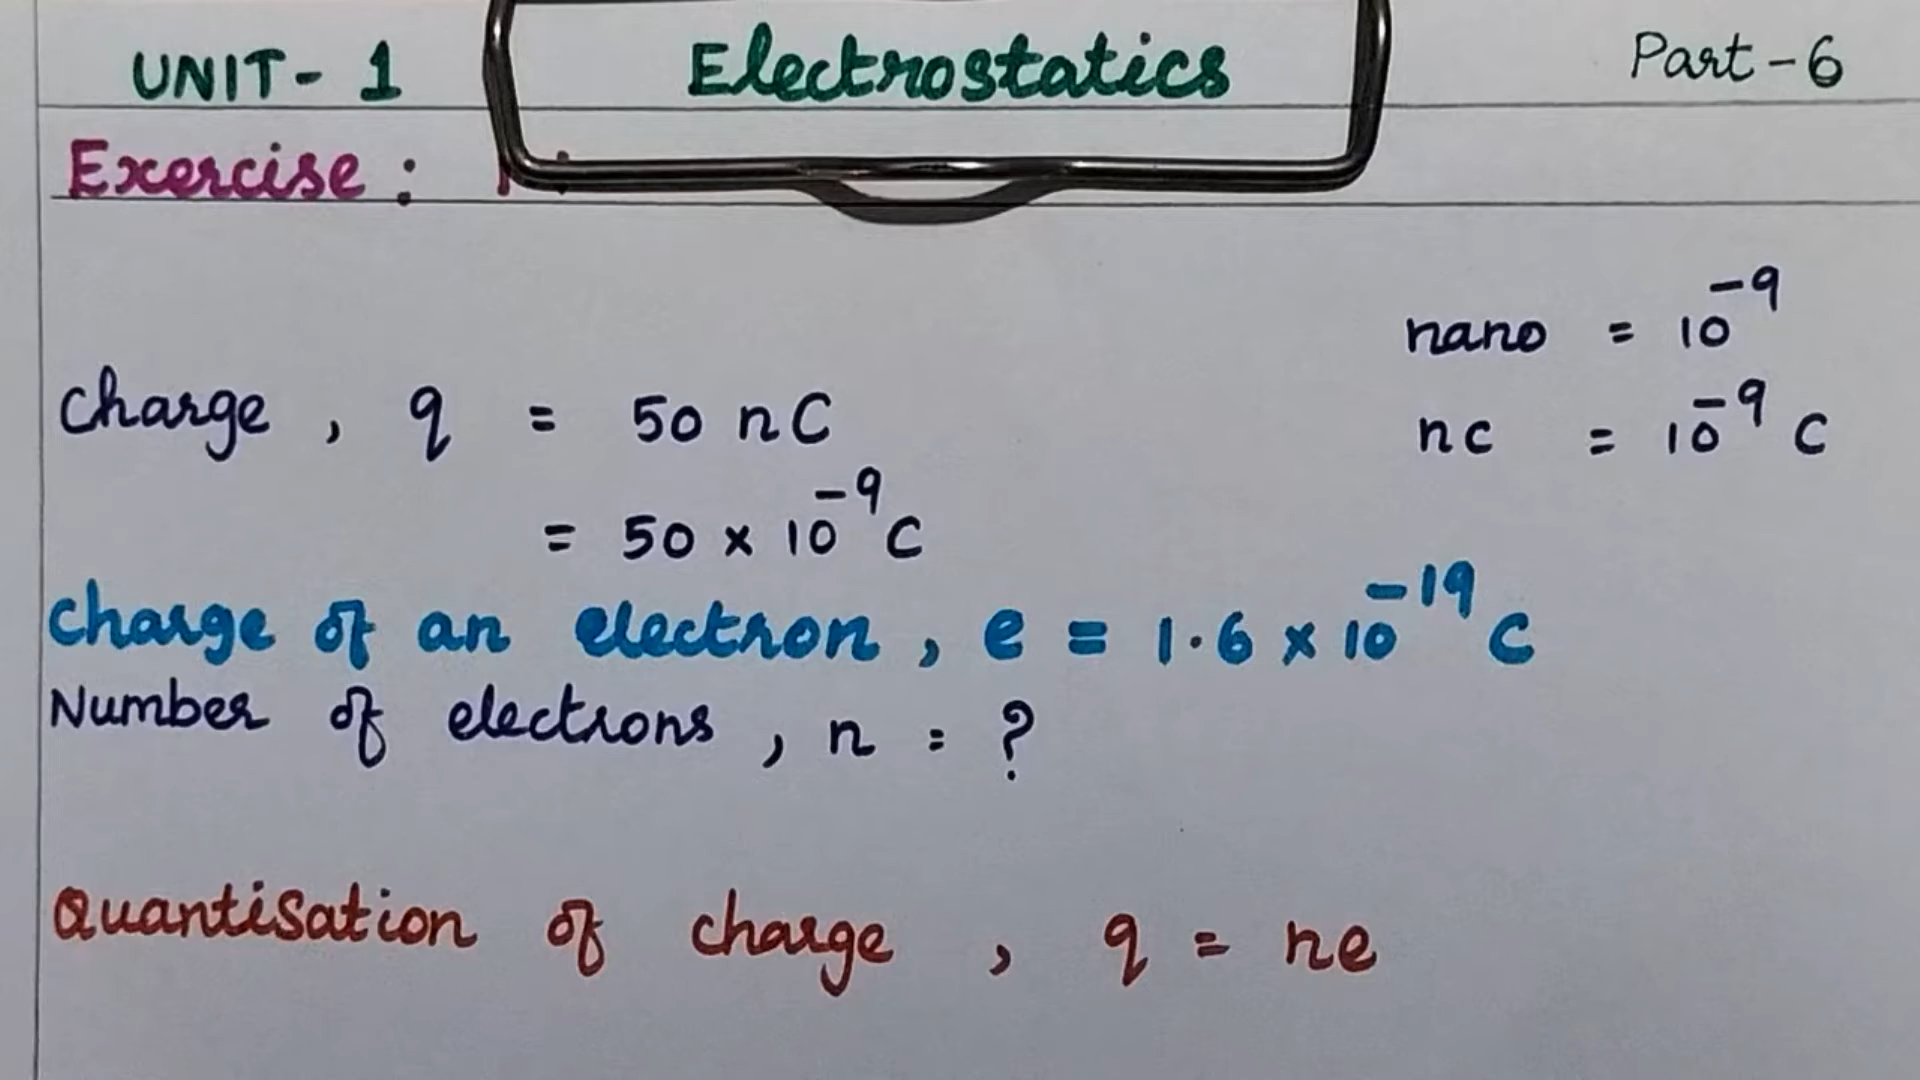 UNIT - 1 Electrostatics Part - 6
Exercise :
nano = 10⁻⁹
Charge , q = 50 nC nc = 10⁻⁹ C
= 50 × 10⁻⁹ C
Charge of an electron , e = 1.6 × 10⁻¹⁹ C
Number of electrons , n = ?
Quantisation of charge , q = ne